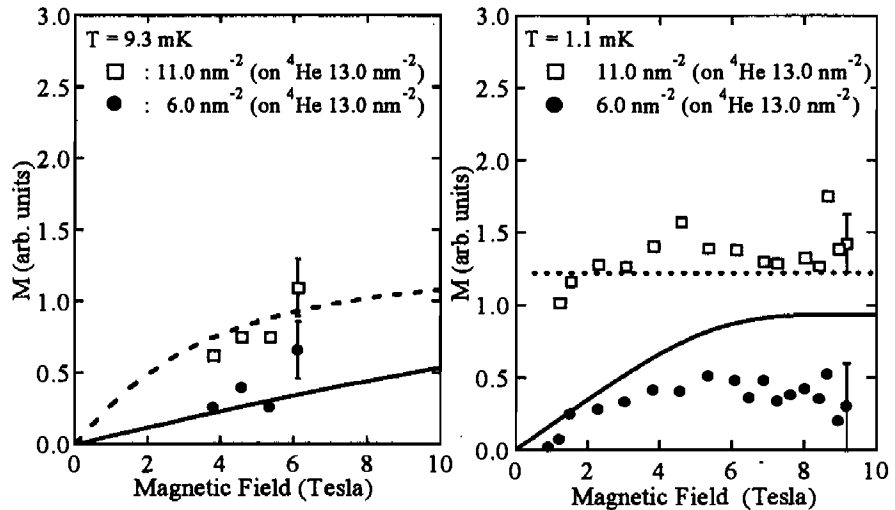 3.0
2.5
2.0
1.5
1.0
0.5
0.0
M (arb. units)
T = 9.3 mK
□ : 11.0 nm⁻² (on ⁴He 13.0 nm⁻²)
● : 6.0 nm⁻² (on ⁴He 13.0 nm⁻²)
0 2 4 6 8 10
Magnetic Field (Tesla)
3.0
2.5
2.0
1.5
1.0
0.5
0.0
M (arb. units)
T = 1.1 mK
□ 11.0 nm⁻² (on ⁴He 13.0 nm⁻²)
● 6.0 nm⁻² (on ⁴He 13.0 nm⁻²)
0 2 4 6 8 10
Magnetic Field (Tesla)